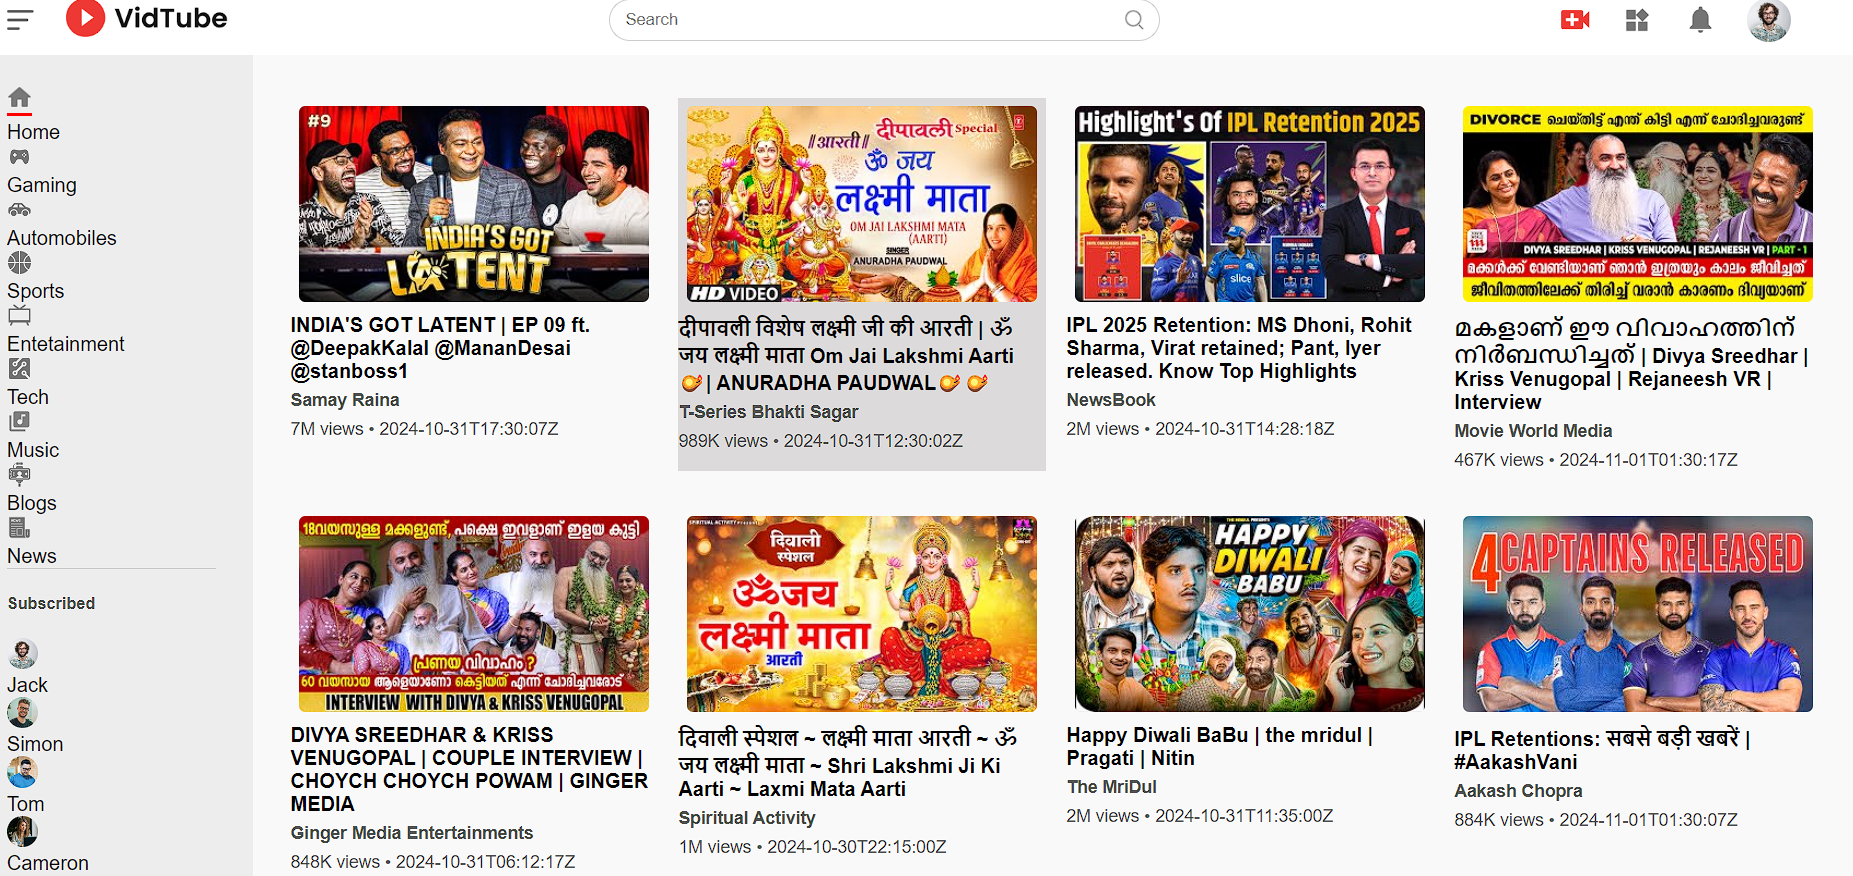 VidTube
Search
Home
Gaming
Automobiles
Sports
Entetainment
Tech
Music
Blogs
News
Subscribed
Jack
Simon
Tom
Cameron
#9
INDIA'S GOT
LATENT
INDIA'S GOT LATENT | EP 09 ft.
@DeepakKalal @MananDesai
@stanboss1
Samay Raina
7M views • 2024-10-31T17:30:07Z
दीपावली Special
॥आरती॥
ॐ जय
लक्ष्मी माता
OM JAI LAKSHMI MATA
(AARTI)
SINGER
ANURADHA PAUDWAL
HD VIDEO
दीपावली विशेष लक्ष्मी जी की आरती | ॐ
जय लक्ष्मी माता Om Jai Lakshmi Aarti
🪔| ANURADHA PAUDWAL🪔 🪔
T-Series Bhakti Sagar
989K views • 2024-10-31T12:30:02Z
Highlight's Of IPL Retention 2025
slice
IPL 2025 Retention: MS Dhoni, Rohit
Sharma, Virat retained; Pant, Iyer
released. Know Top Highlights
NewsBook
2M views • 2024-10-31T14:28:18Z
DIVORCE ചെയ്തിട്ട് എന്ത് കിട്ടി എന്ന് ചോദിച്ചവരുണ്ട്
DIVYA SREEDHAR | KRISS VENUGOPAL | REJANEESH VR | PART - 1
മക്കൾക്ക് വേണ്ടിയാണ് ഞാൻ ഇത്രയും കാലം ജീവിച്ചത്
ജീവിതത്തിലേക്ക് തിരിച്ച് വരാൻ കാരണം ദിവ്യയാണ്
മകളാണ് ഈ വിവാഹത്തിന്
നിർബന്ധിച്ചത് | Divya Sreedhar |
Kriss Venugopal | Rejaneesh VR |
Interview
Movie World Media
467K views • 2024-11-01T01:30:17Z
18വയസുള്ള മക്കളുണ്ട്, പക്ഷെ ഇവളാണ് ഇളയ കുട്ടി
പ്രണയ വിവാഹം ?
60 വയസായ ആളെയാണോ കെട്ടിയത് എന്ന് ചോദിച്ചവരോട്
INTERVIEW WITH DIVYA & KRISS VENUGOPAL
DIVYA SREEDHAR & KRISS
VENUGOPAL | COUPLE INTERVIEW |
CHOYCH CHOYCH POWAM | GINGER
MEDIA
Ginger Media Entertainments
848K views • 2024-10-31T06:12:17Z
SPIRITUAL ACTIVITY Presents
दिवाली
स्पेशल
ॐ जय
लक्ष्मी माता
आरती
दिवाली स्पेशल ~ लक्ष्मी माता आरती ~ ॐ
जय लक्ष्मी माता ~ Shri Lakshmi Ji Ki
Aarti ~ Laxmi Mata Aarti
Spiritual Activity
1M views • 2024-10-30T22:15:00Z
THE MRIDUL PRESENTS
HAPPY
DIWALI
BABU
Happy Diwali BaBu | the mridul |
Pragati | Nitin
The MriDul
2M views • 2024-10-31T11:35:00Z
4 CAPTAINS RELEASED
IPL Retentions: सबसे बड़ी खबरें |
#AakashVani
Aakash Chopra
884K views • 2024-11-01T01:30:07Z